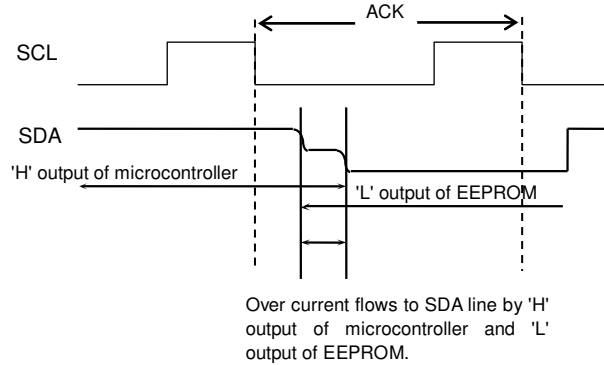 ACK
SCL
SDA
'H' output of microcontroller
'L' output of EEPROM
Over current flows to SDA line by 'H'
output of microcontroller and 'L'
output of EEPROM.